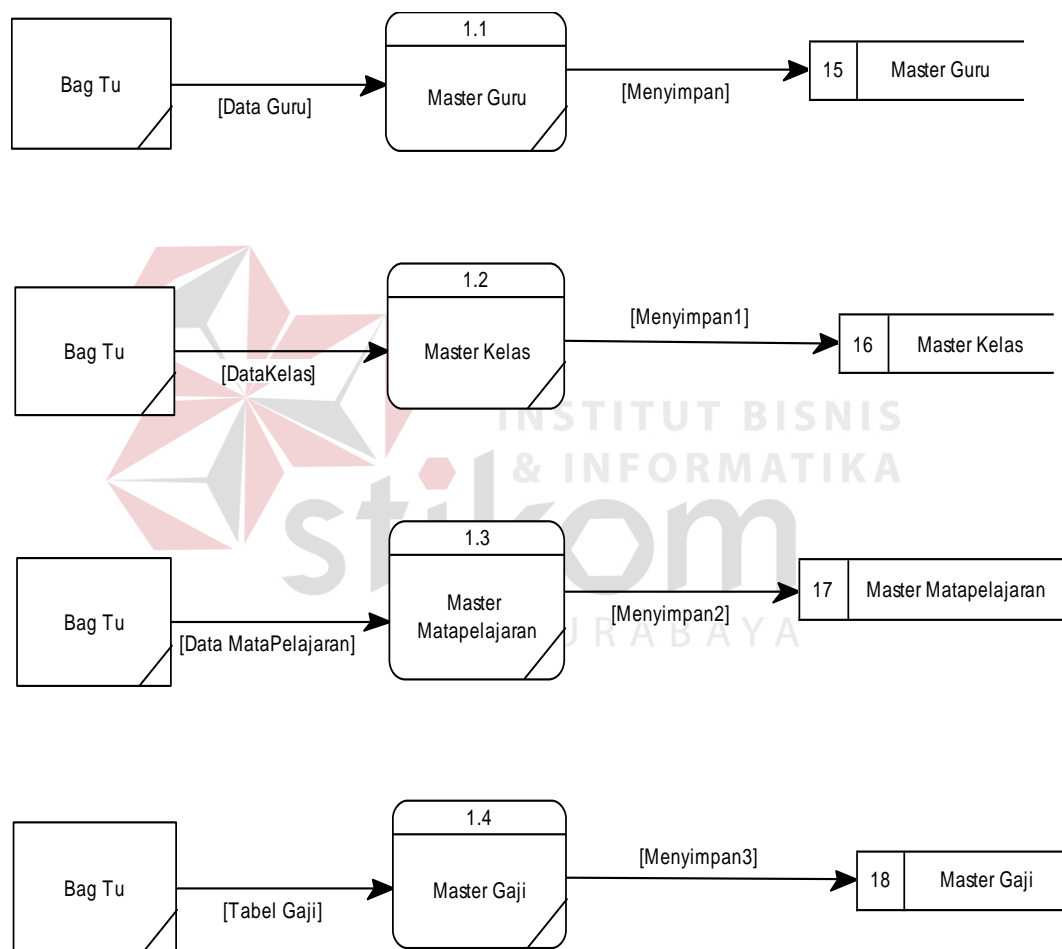 1.1
Bag Tu
[Data Guru]
Master Guru
[Menyimpan]
15
Master Guru
1.2
Bag Tu
[DataKelas]
Master Kelas
[Menyimpan1]
16
Master Kelas
INSTITUT BISNIS
& INFORMATIKA
stikom
SURABAYA
1.3
Bag Tu
[Data MataPelajaran]
Master
Matapelajaran
[Menyimpan2]
17
Master Matapelajaran
1.4
Bag Tu
[Tabel Gaji]
Master Gaji
[Menyimpan3]
18
Master Gaji